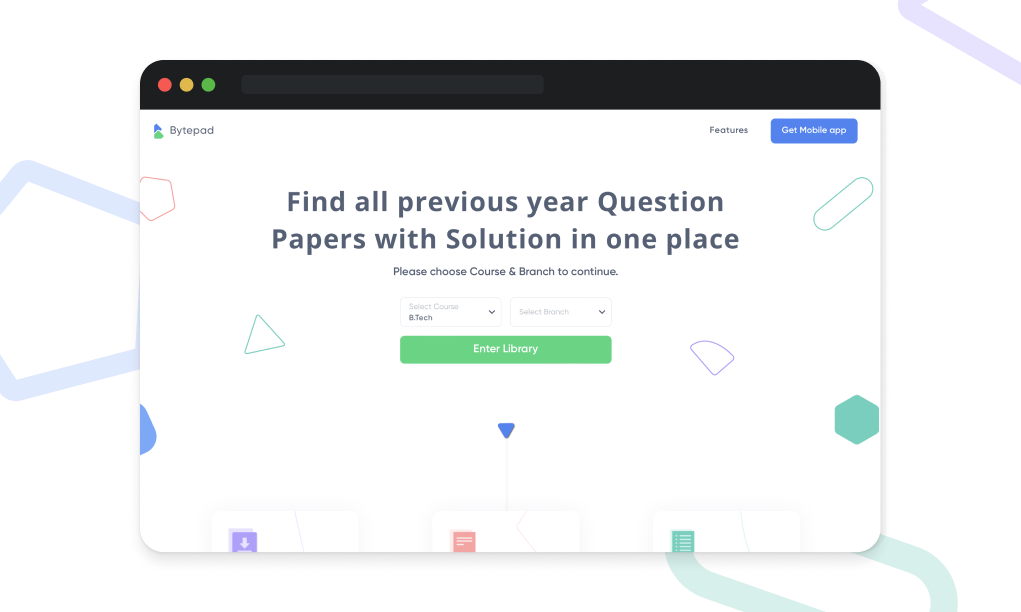 Bytepad
Features
Get Mobile app
Find all previous year Question
Papers with Solution in one place
Please choose Course & Branch to continue.
Select Course
B.Tech
Select Branch
Enter Library